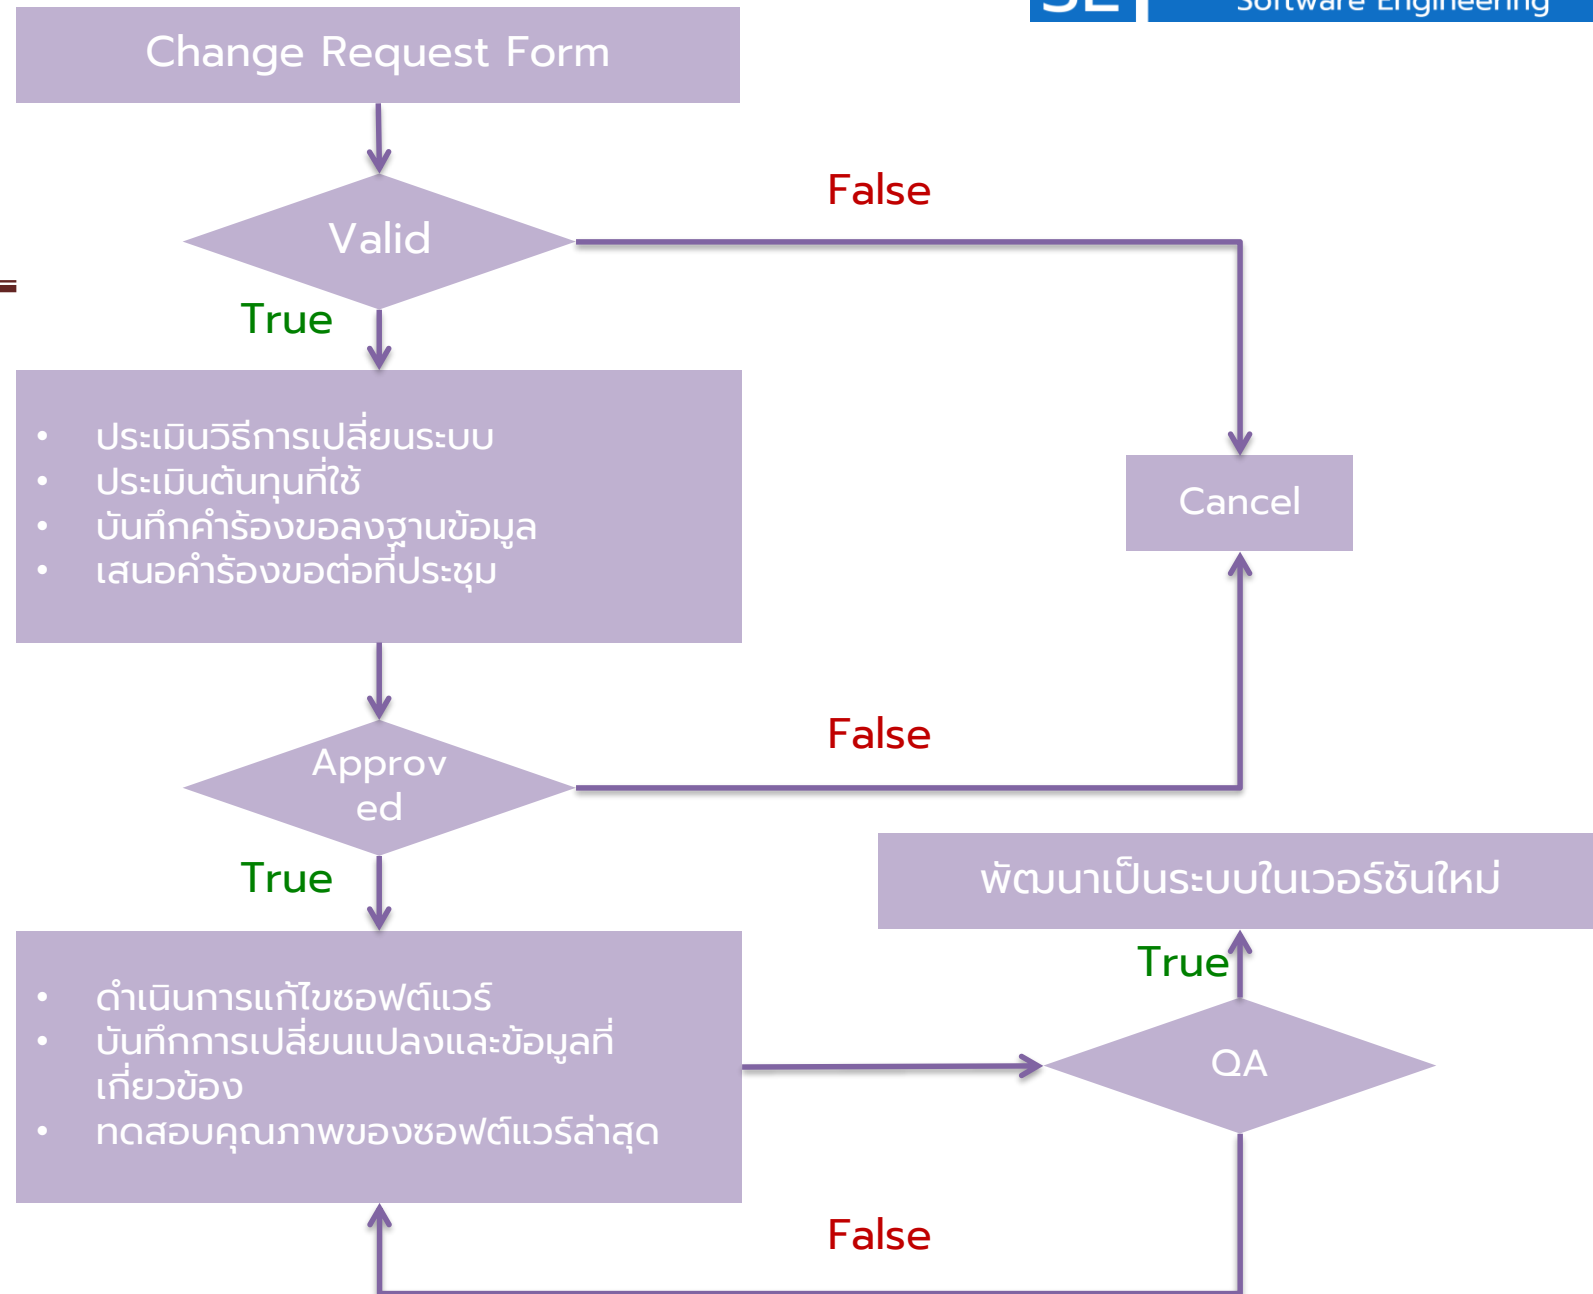 SE
Software Engineering
Change Request Form
False
Valid
True
• ประเมินวิธีการเปลี่ยนระบบ
• ประเมินต้นทุนที่ใช้
• บันทึกคำร้องขอลงฐานข้อมูล
• เสนอคำร้องขอต่อที่ประชุม
Cancel
False
Approv
ed
True
พัฒนาเป็นระบบในเวอร์ชันใหม่
True
• ดำเนินการแก้ไขซอฟต์แวร์
• บันทึกการเปลี่ยนแปลงและข้อมูลที่
เกี่ยวข้อง
• ทดสอบคุณภาพของซอฟต์แวร์ล่าสุด
QA
False